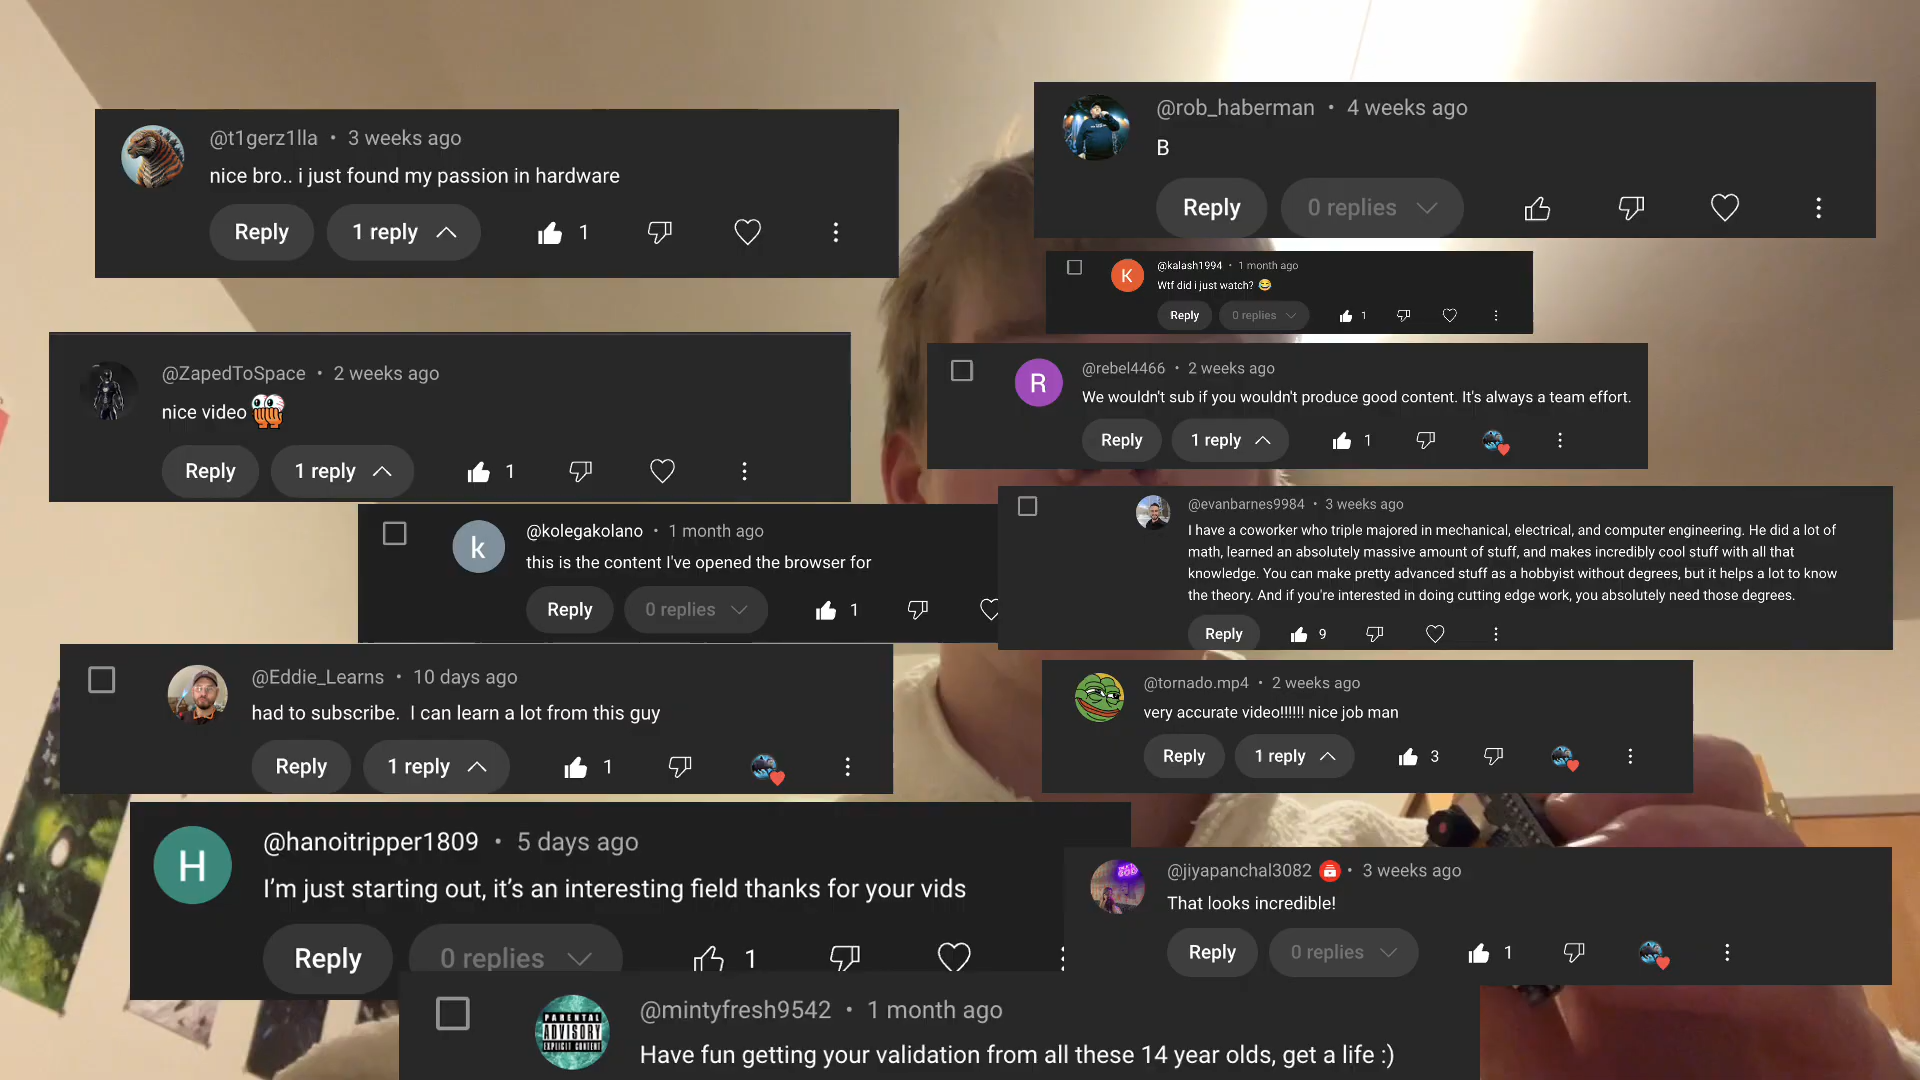 @t1gerz1lla • 3 weeks ago
nice bro.. i just found my passion in hardware
Reply 1 reply 1
@rob_haberman • 4 weeks ago
B
Reply 0 replies
K @kalash1994 • 1 month ago
Wtf did i just watch? 😂
Reply 0 replies 1
@ZapedToSpace • 2 weeks ago
nice video
Reply 1 reply 1
R @rebel4466 • 2 weeks ago
We wouldn't sub if you wouldn't produce good content. It's always a team effort.
Reply 1 reply 1
k @kolegakolano • 1 month ago
this is the content I've opened the browser for
Reply 0 replies 1
@evanbarnes9984 • 3 weeks ago
I have a coworker who triple majored in mechanical, electrical, and computer engineering. He did a lot of
math, learned an absolutely massive amount of stuff, and makes incredibly cool stuff with all that
knowledge. You can make pretty advanced stuff as a hobbyist without degrees, but it helps a lot to know
the theory. And if you're interested in doing cutting edge work, you absolutely need those degrees.
Reply 9
@Eddie_Learns • 10 days ago
had to subscribe. I can learn a lot from this guy
Reply 1 reply 1
@tornado.mp4 • 2 weeks ago
very accurate video!!!!!! nice job man
Reply 1 reply 3
H @hanoitripper1809 • 5 days ago
I'm just starting out, it's an interesting field thanks for your vids
Reply 0 replies 1
@jiyapanchal3082 • 3 weeks ago
That looks incredible!
Reply 0 replies 1
PARENTAL
ADVISORY
EXPLICIT CONTENT
@mintyfresh9542 • 1 month ago
Have fun getting your validation from all these 14 year olds, get a life :)